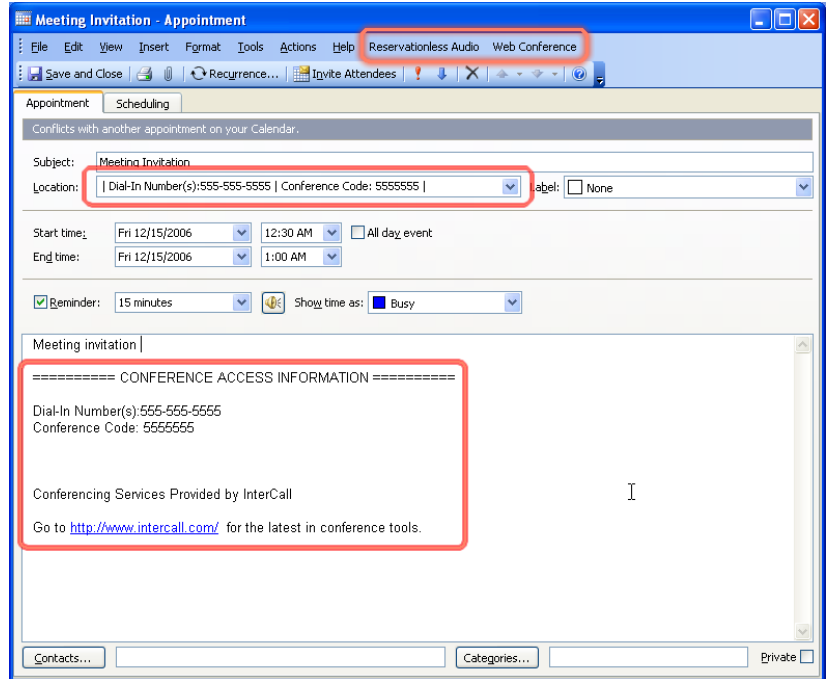 Meeting Invitation - Appointment
File Edit View Insert Format Tools Actions Help Reservationless Audio Web Conference
Save and Close Recurrence... Invite Attendees
Appointment Scheduling
Conflicts with another appointment on your Calendar.
Subject: Meeting Invitation
Location: | Dial-In Number(s):555-555-5555 | Conference Code: 5555555 | Label: None
Start time: Fri 12/15/2006 12:30 AM All day event
End time: Fri 12/15/2006 1:00 AM
Reminder: 15 minutes Show time as: Busy
Meeting invitation
========== CONFERENCE ACCESS INFORMATION ==========
Dial-In Number(s):555-555-5555
Conference Code: 5555555
Conferencing Services Provided by InterCall
Go to http://www.intercall.com/ for the latest in conference tools.
Contacts... Categories... Private